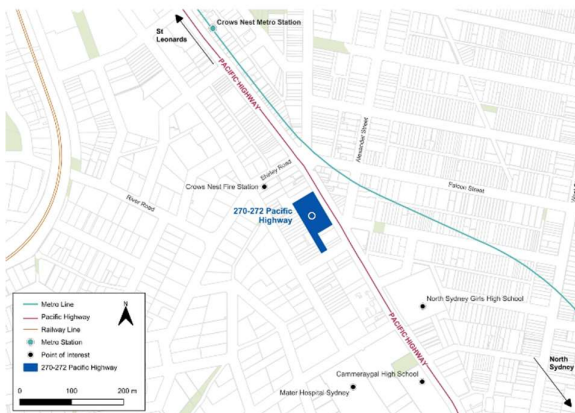 Crows Nest Metro Station
St
Leonards
PACIFIC HIGHWAY
Alexander Street
Shirley Road
Crows Nest Fire Station
Falcon Street
River Road
270-272 Pacific
Highway
Metro Line
Pacific Highway
Railway Line
Metro Station
Point of Interest
270-272 Pacific Highway
N
0 100 200 m
North Sydney Girls High School
PACIFIC HIGHWAY
Cammeraygal High School
Mater Hospital Sydney
North
Sydney